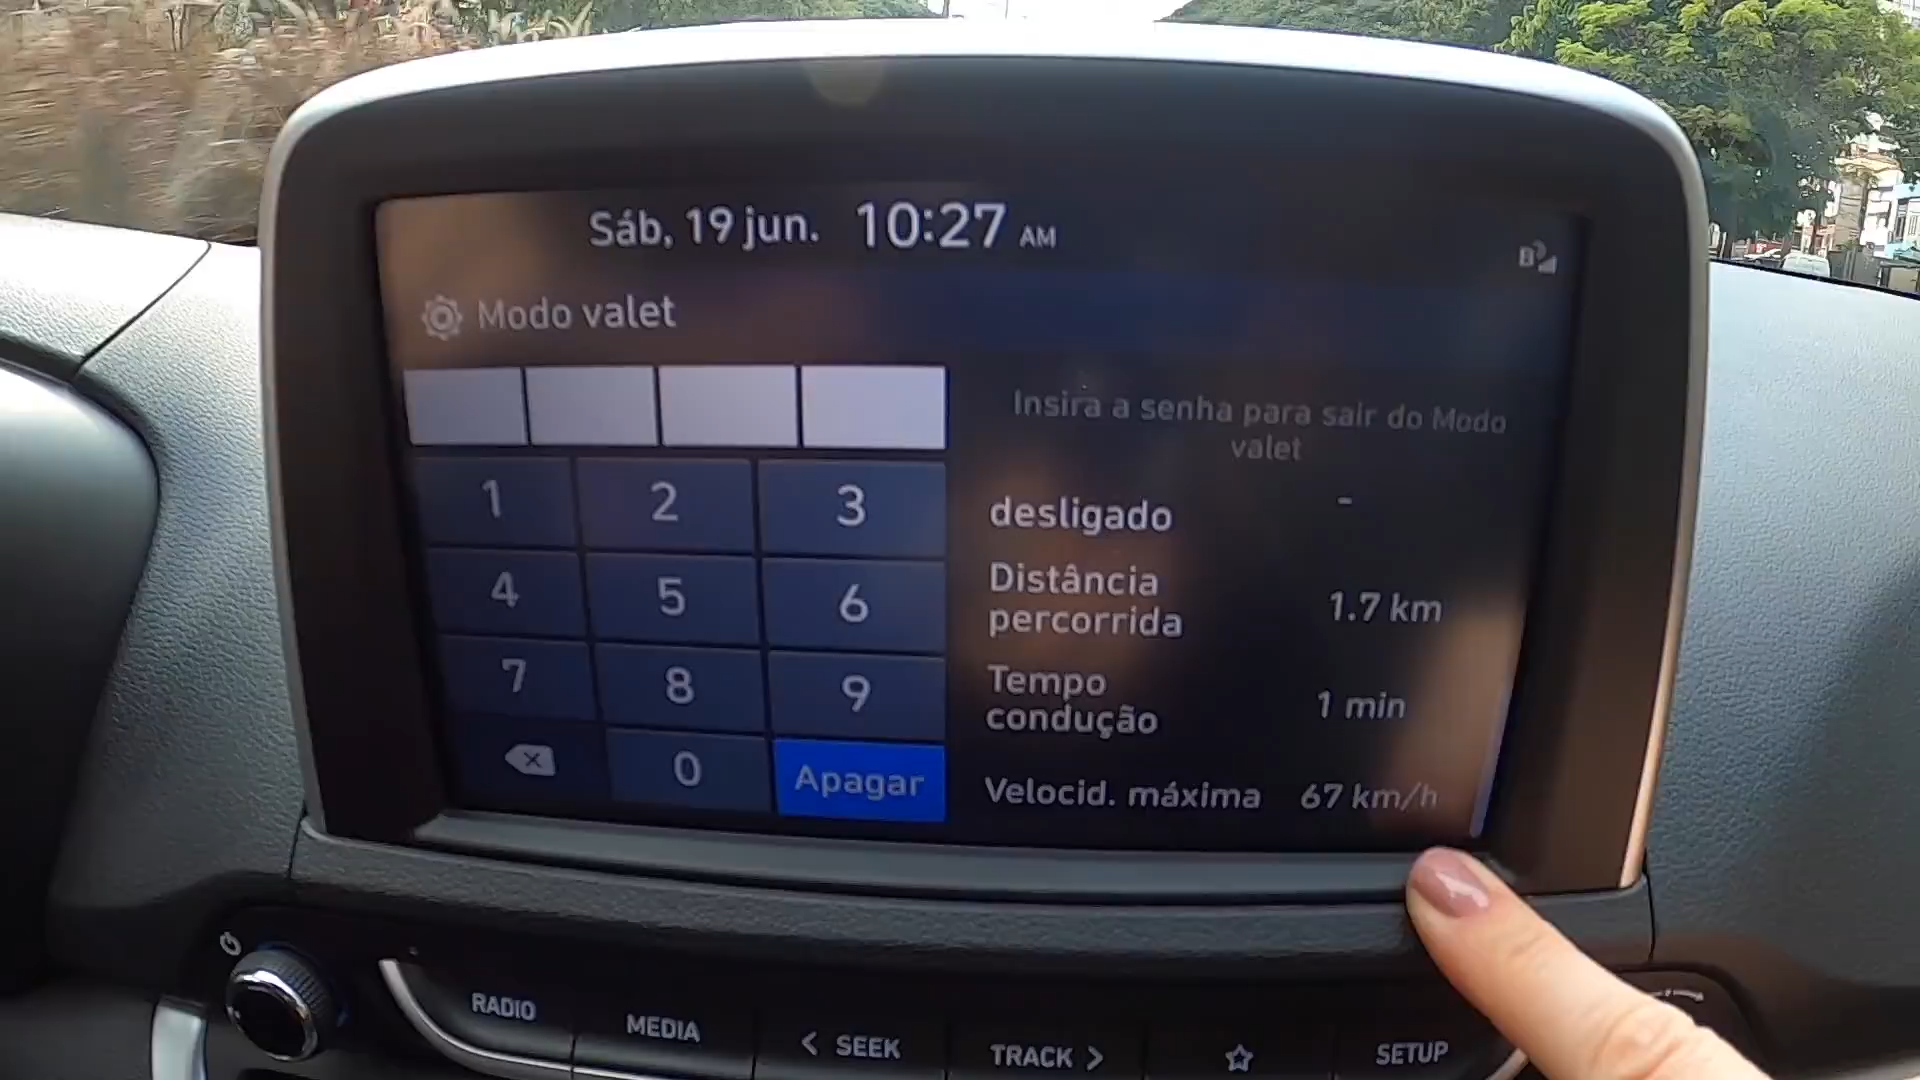 Sáb, 19 jun. 10:27 AM
Modo valet
Insira a senha para sair do Modo
valet
1 2 3
4 5 6
7 8 9
0 Apagar
desligado -
Distância
percorrida 1.7 km
Tempo
condução 1 min
Velocid. máxima 67 km/h
RADIO MEDIA < SEEK TRACK > SETUP